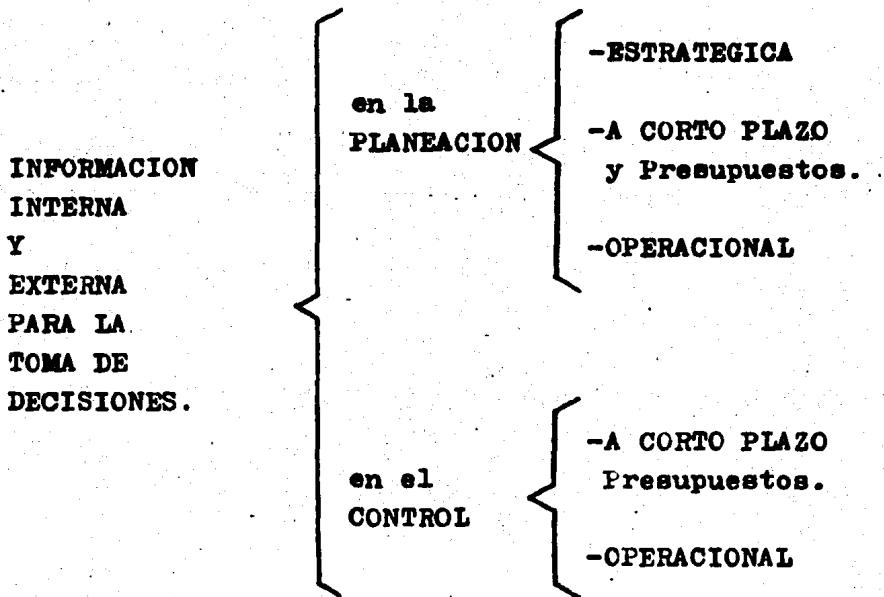 INFORMACION
INTERNA
Y
EXTERNA
PARA LA
TOMA DE
DECISIONES.
en la
PLANEACION
-ESTRATEGICA
-A CORTO PLAZO
y Presupuestos.
-OPERACIONAL
en el
CONTROL
-A CORTO PLAZO
Presupuestos.
-OPERACIONAL